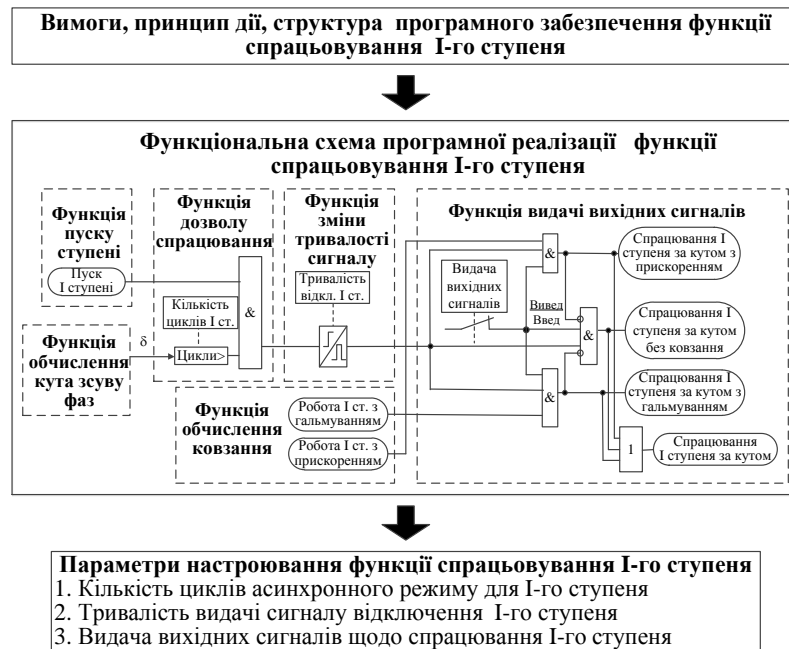 Вимоги, принцип дії, структура програмного забезпечення функції
спрацьовування І-го ступеня
Функціональна схема програмної реалізації функції
спрацьовування І-го ступеня
Функція
пуску
ступені
Пуск
І ступені
Функція
обчислення
кута зсуву
фаз
δ
Функція
дозволу
спрацювання
Кількість
циклів І ст.
Цикли>
&
Функція
зміни
тривалості
сигналу
Тривалість
відкл. І ст.
Функція
обчислення
ковзання
Робота І ст. з
гальмуванням
Робота І ст. з
прискоренням
Функція видачі вихідних сигналів
Видача
вихідних
сигналів
Вивед
Введ
&
&
&
1
Спрацювання І
ступеня за кутом з
прискоренням
Спрацювання І
ступеня за кутом
без ковзання
Спрацювання І
ступеня за кутом з
гальмуванням
Спрацювання
І ступеня за кутом
Параметри настроювання функції спрацьовування І-го ступеня
1. Кількість циклів асинхронного режиму для І-го ступеня
2. Тривалість видачі сигналу відключення І-го ступеня
3. Видача вихідних сигналів щодо спрацювання І-го ступеня